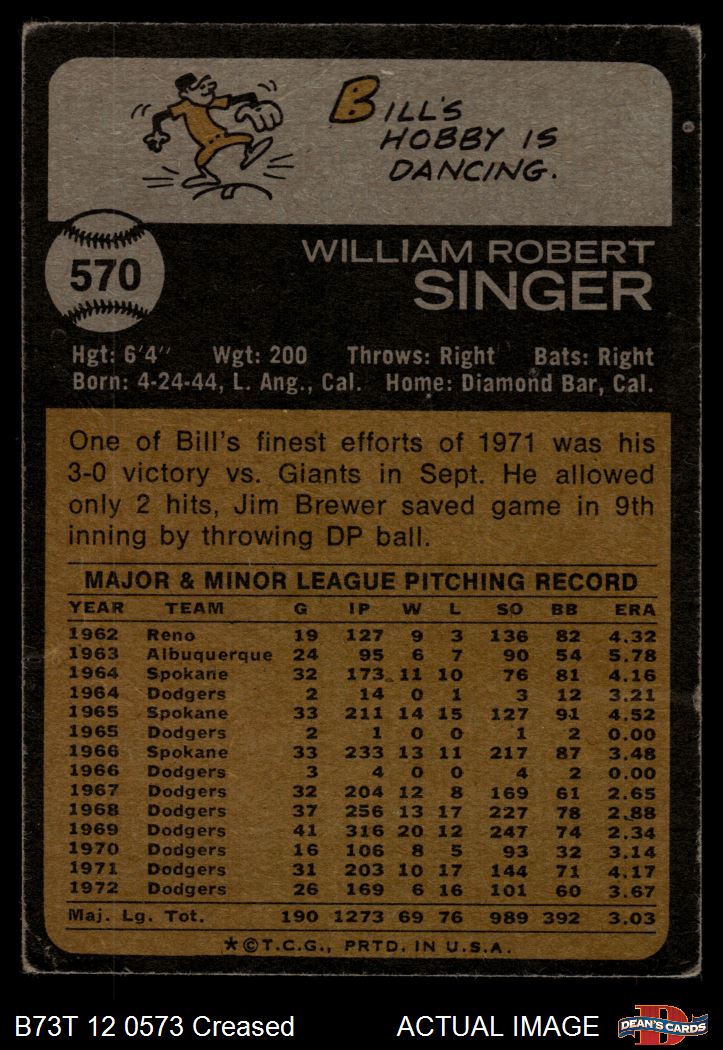 BILL'S
HOBBY IS
DANCING.
570
WILLIAM ROBERT
SINGER
Hgt: 6'4" Wgt: 200 Throws: Right Bats: Right
Born: 4-24-44, L. Ang., Cal. Home: Diamond Bar, Cal.
One of Bill's finest efforts of 1971 was his
3-0 victory vs. Giants in Sept. He allowed
only 2 hits, Jim Brewer saved game in 9th
inning by throwing DP ball.
MAJOR & MINOR LEAGUE PITCHING RECORD
YEAR TEAM G IP W L SO BB ERA
1962 Reno 19 127 9 3 136 82 4.32
1963 Albuquerque 24 95 6 7 90 54 5.78
1964 Spokane 32 173 11 10 76 81 4.16
1964 Dodgers 2 14 0 1 3 12 3.21
1965 Spokane 33 211 14 15 127 91 4.52
1965 Dodgers 2 1 0 0 1 2 0.00
1966 Spokane 33 233 13 11 217 87 3.48
1966 Dodgers 3 4 0 0 4 2 0.00
1967 Dodgers 32 204 12 8 169 61 2.65
1968 Dodgers 37 256 13 17 227 78 2.88
1969 Dodgers 41 316 20 12 247 74 2.34
1970 Dodgers 16 106 8 5 93 32 3.14
1971 Dodgers 31 203 10 17 144 71 4.17
1972 Dodgers 26 169 6 16 101 60 3.67
Maj. Lg. Tot. 190 1273 69 76 989 392 3.03
★©T.C.G., PRTD. IN U.S.A.
B73T 12 0573 Creased ACTUAL IMAGE
D
DEAN'S CARDS